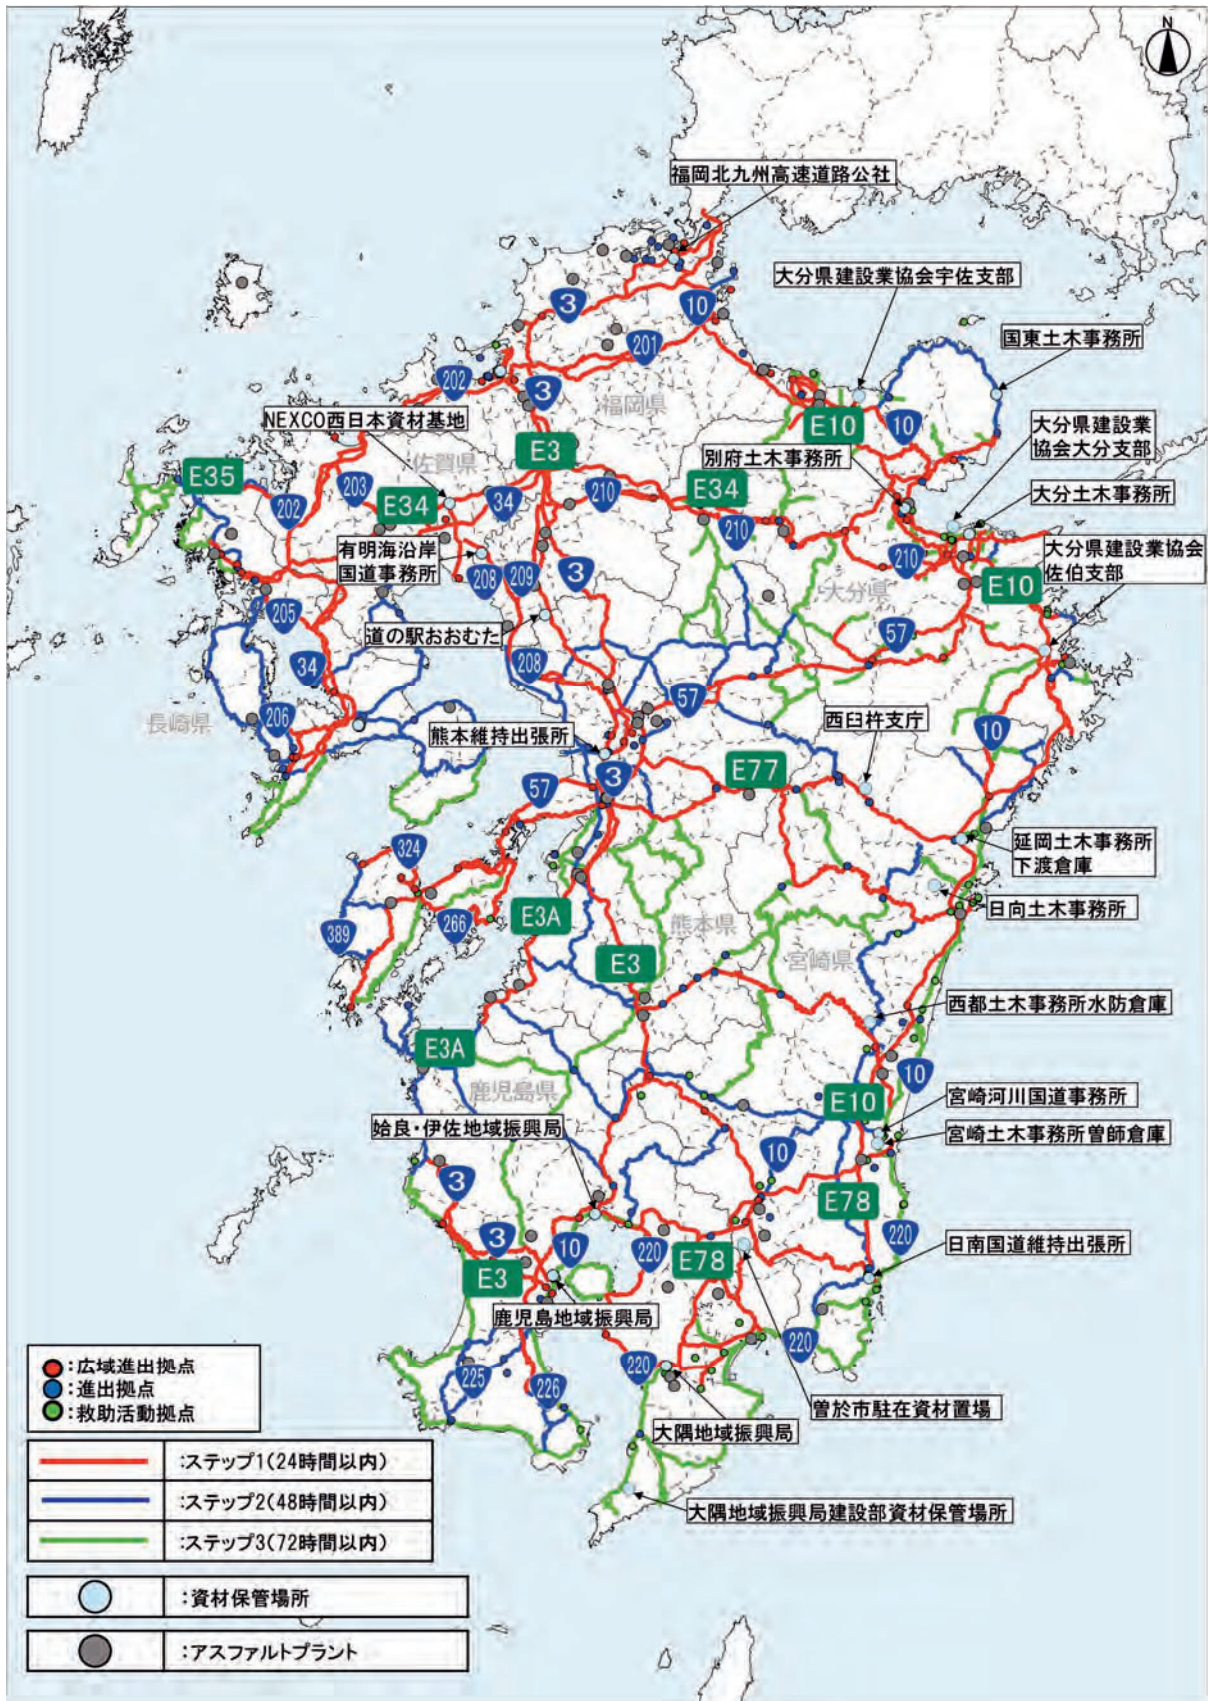 N
福岡北九州高速道路公社
大分県建設業協会宇佐支部
3
10
国東土木事務所
201
202
3
福岡県
NEXCO西日本資材基地
E10
10
大分県建設業
協会大分支部
佐賀県
E3
別府土木事務所
E35
203
E34
34
210
E34
大分土木事務所
202
210
210
有明海沿岸
国道事務所
208
209
3
大分県建設業協会
佐伯支部
E10
大分県
205
道の駅おおむた
57
34
208
57
長崎県
206
熊本維持出張所
西臼杵支庁
10
57
3
E77
324
延岡土木事務所
下渡倉庫
日向土木事務所
389
266
E3A
熊本県
宮崎県
E3
西都土木事務所水防倉庫
E3A
10
鹿児島県
E10
宮崎河川国道事務所
姶良・伊佐地域振興局
宮崎土木事務所曽師倉庫
10
3
E78
3
10
220
220
E78
日南国道維持出張所
E3
鹿児島地域振興局
220
220
225
226
曽於市駐在資材置場
大隅地域振興局
大隅地域振興局建設部資材保管場所
:広域進出拠点
:進出拠点
:救助活動拠点
:ステップ1(24時間以内)
:ステップ2(48時間以内)
:ステップ3(72時間以内)
:資材保管場所
:アスファルトプラント